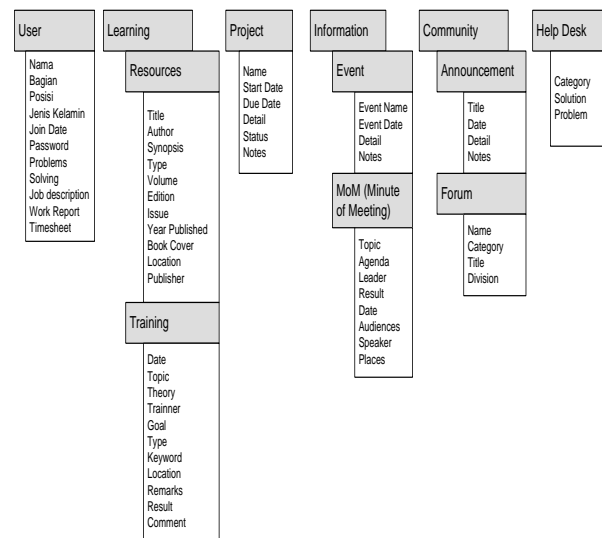 User
Nama
Bagian
Posisi
Jenis Kelamin
Join Date
Password
Problems
Solving
Job description
Work Report
Timesheet
Learning
Resources
Title
Author
Synopsis
Type
Volume
Edition
Issue
Year Published
Book Cover
Location
Publisher
Training
Date
Topic
Theory
Trainner
Goal
Type
Keyword
Location
Remarks
Result
Comment
Project
Name
Start Date
Due Date
Detail
Status
Notes
Information
Event
Event Name
Event Date
Detail
Notes
MoM (Minute
of Meeting)
Topic
Agenda
Leader
Result
Date
Audiences
Speaker
Places
Community
Announcement
Title
Date
Detail
Notes
Forum
Name
Category
Title
Division
Help Desk
Category
Solution
Problem